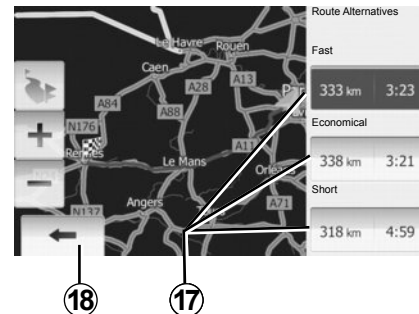 Route Alternatives
Le Havre
Rouen
Fast
Caen
A13
A28
333 km 3:23
A84
A88
N176
Economical
Rennes
A11
Le Mans
338 km 3:21
Orléans
Short
Angers
A71
N137
318 km 4:59
18
17